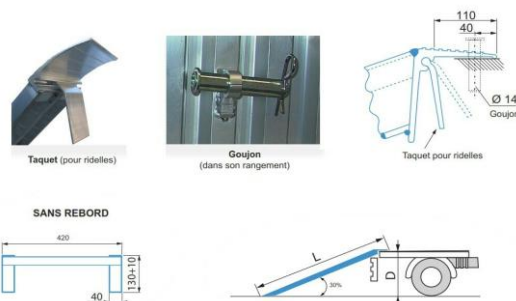 110
40
Ø 14
Goujon
Taquet (pour ridelles)
Goujon
(dans son rangement)
Taquet pour ridelles
SANS REBORD
420
130+10
40
L
30%
D